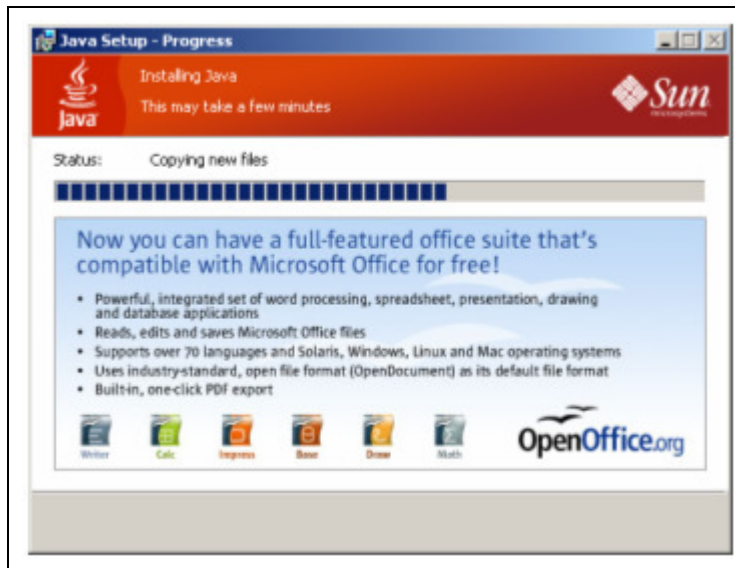 Java Setup - Progress
Installing Java
This may take a few minutes
Java
Sun
microsystems
Status: Copying new files
Now you can have a full-featured office suite that's
compatible with Microsoft Office for free!
• Powerful, integrated set of word processing, spreadsheet, presentation, drawing
and database applications
• Reads, edits and saves Microsoft Office files
• Supports over 70 languages and Solaris, Windows, Linux and Mac operating systems
• Uses industry-standard, open file format (OpenDocument) as its default file format
• Built-in, one-click PDF export
Writer Calc Impress Base Draw Math
OpenOffice.org